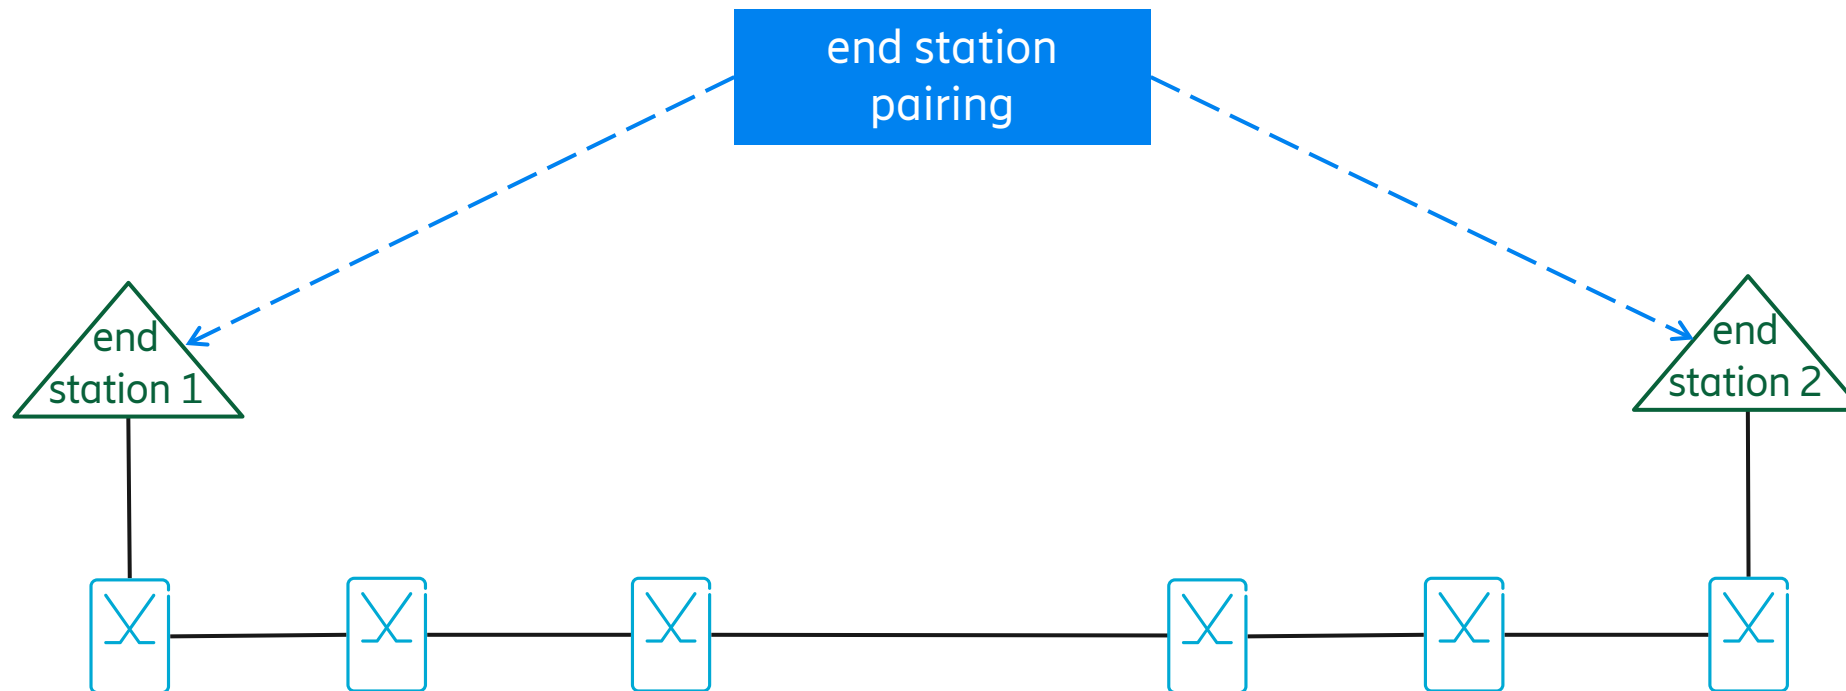 end station
pairing
end
station 1
end
station 2